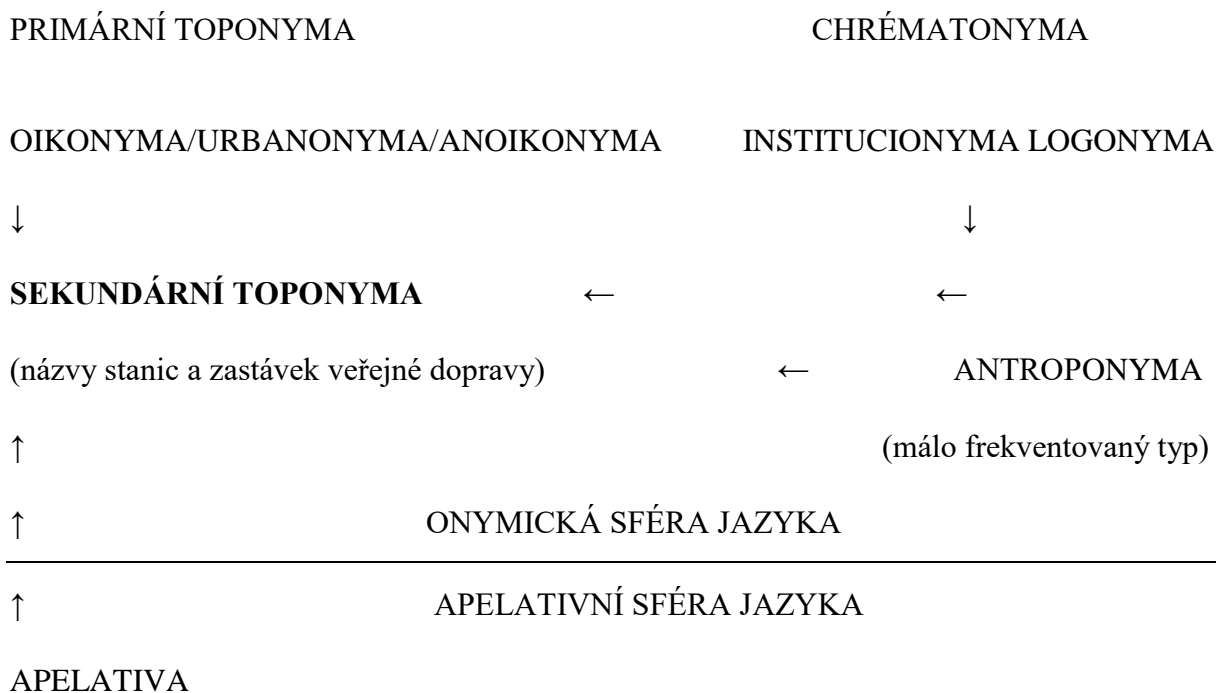 PRIMÁRNÍ TOPONYMA CHRÉMATONYMA
OIKONYMA/URBANONYMA/ANOIKONYMA INSTITUCIONYMA LOGONYMA
↓ ↓
SEKUNDÁRNÍ TOPONYMA ← ←
(názvy stanic a zastávek veřejné dopravy) ← ANTROPONYMA
↑ (málo frekventovaný typ)
↑ ONYMICKÁ SFÉRA JAZYKA
↑ APELATIVNÍ SFÉRA JAZYKA
APELATIVA